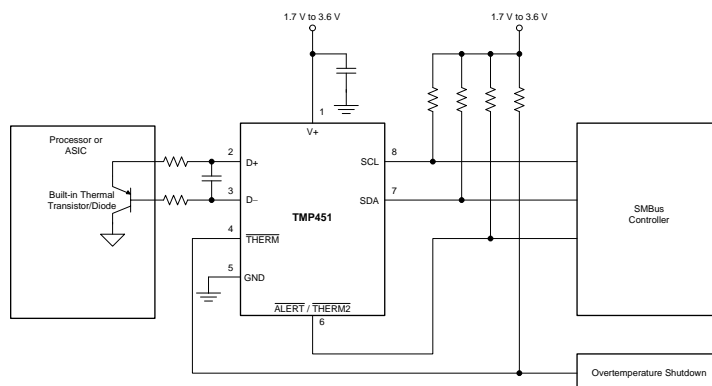 1.7 V to 3.6 V
1.7 V to 3.6 V
1
V+
Processor or
ASIC
Built-in Thermal
Transistor/Diode
2
D+
3
D−
4
THERM
5
GND
TMP451
SCL
8
SDA
7
ALERT / THERM2
6
SMBus
Controller
Overtemperature Shutdown